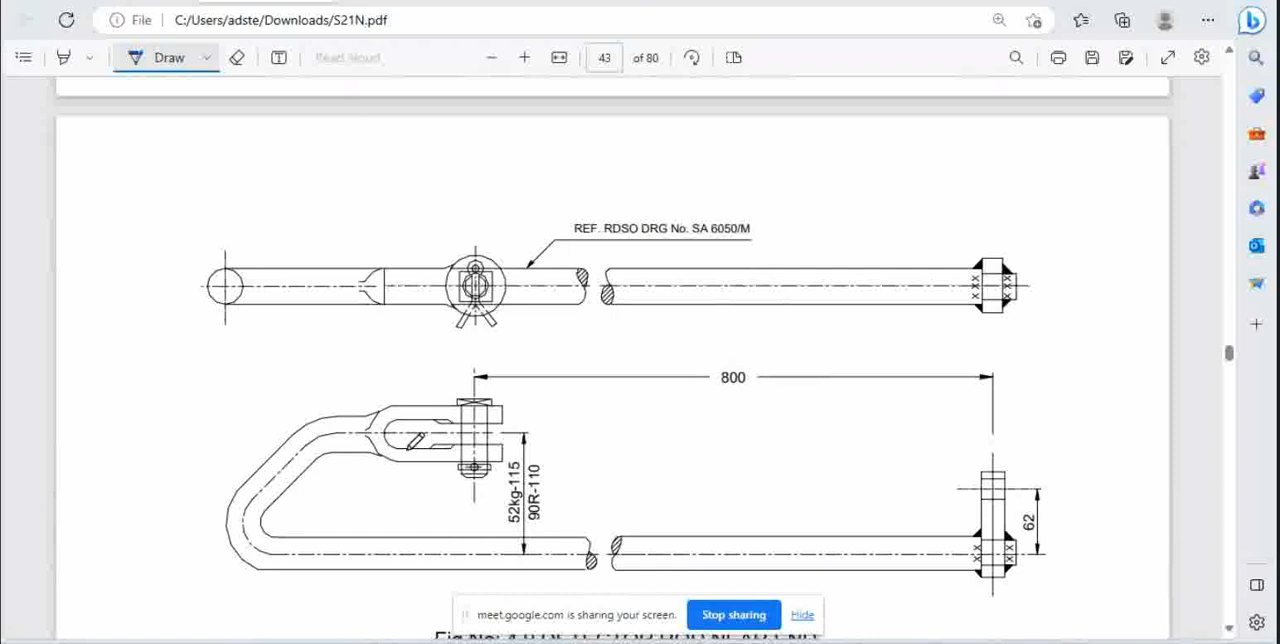 File
C:/Users/adste/Downloads/S21N.pdf
Draw
Read aloud
43
of 80
REF. RDSO DRG No. SA 6050/M
800
52kg-115
90R-110
62
meet.google.com is sharing your screen.
Stop sharing
Hide